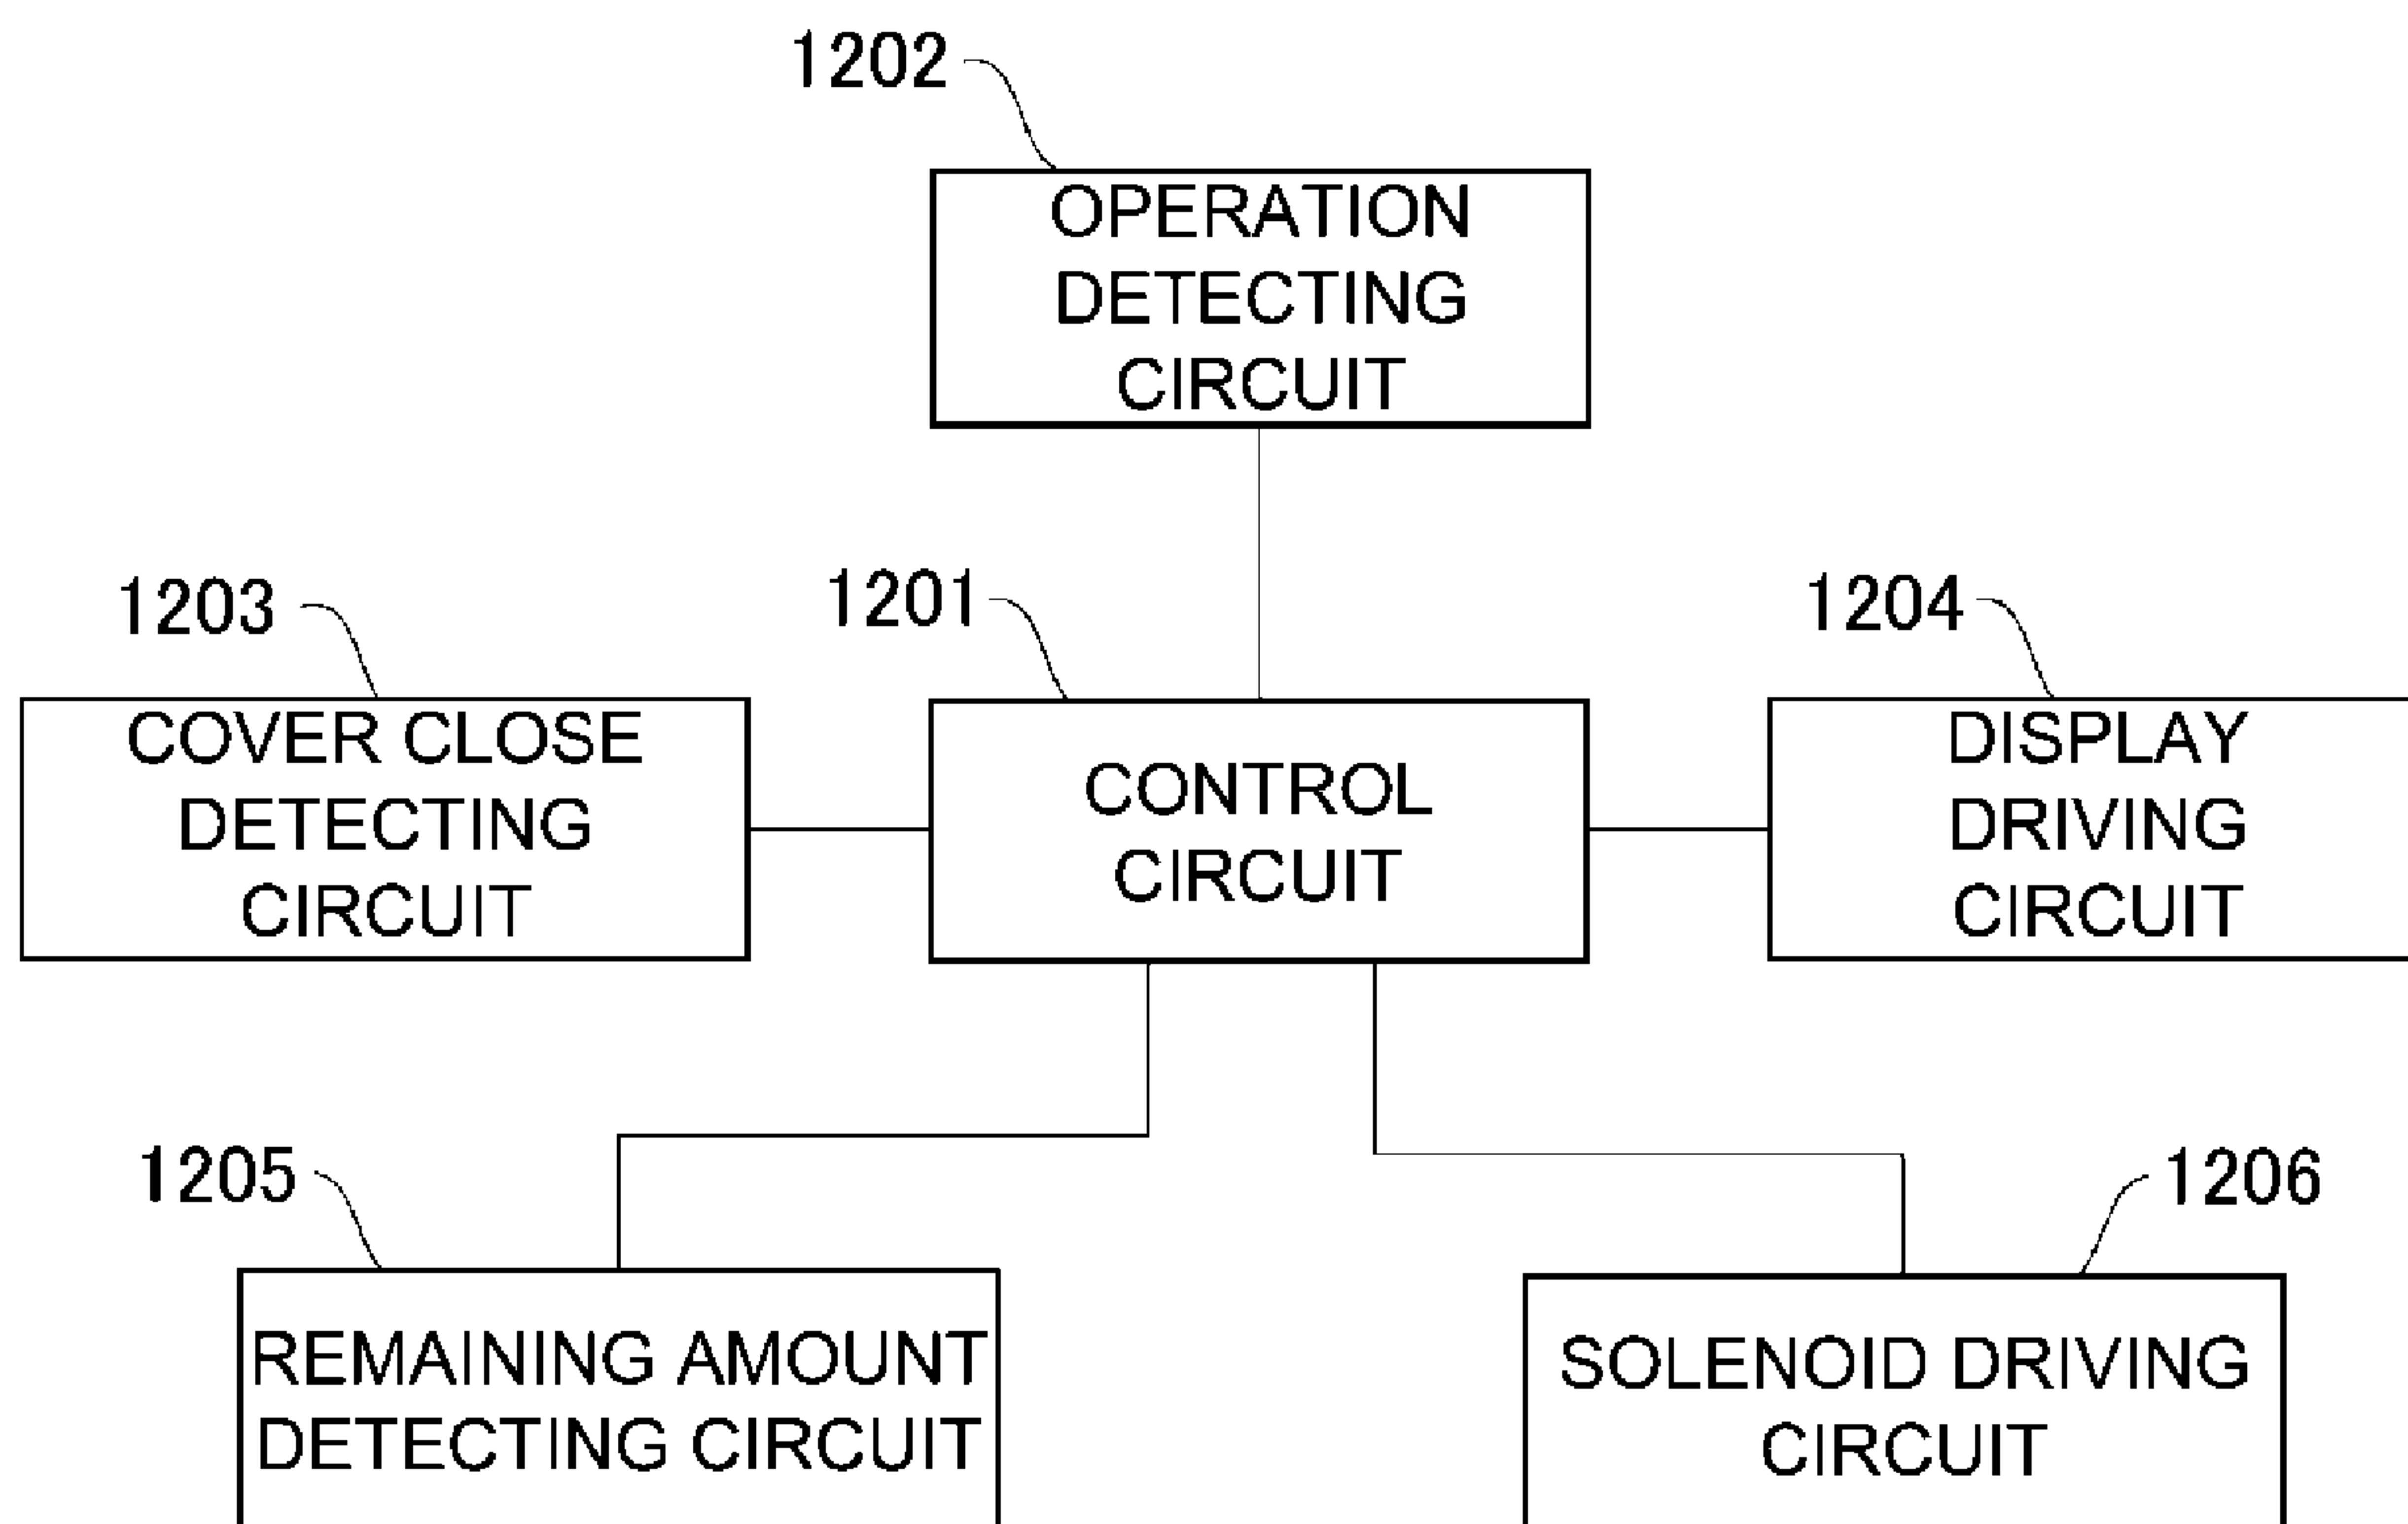 1202
OPERATION
DETECTING
CIRCUIT
1203
1201
1204
COVER CLOSE
DETECTING
CIRCUIT
CONTROL
CIRCUIT
DISPLAY
DRIVING
CIRCUIT
1205
1206
REMAINING AMOUNT
DETECTING CIRCUIT
SOLENOID DRIVING
CIRCUIT